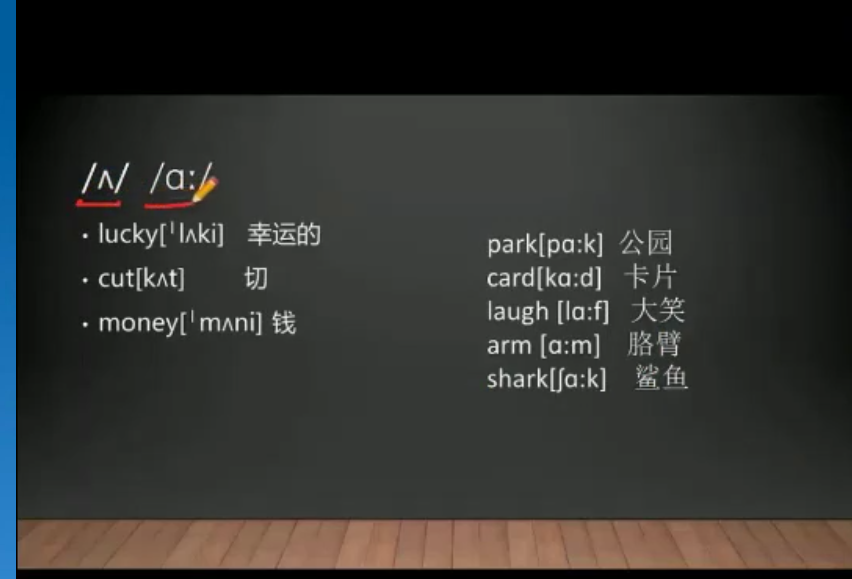 /ʌ/ /ɑ:/
· lucky[ˈlʌki] 幸运的
· cut[kʌt] 切
· money[ˈmʌni] 钱
park[pɑ:k] 公园
card[kɑ:d] 卡片
laugh [lɑ:f] 大笑
arm [ɑ:m] 胳臂
shark[ʃɑ:k] 鲨鱼